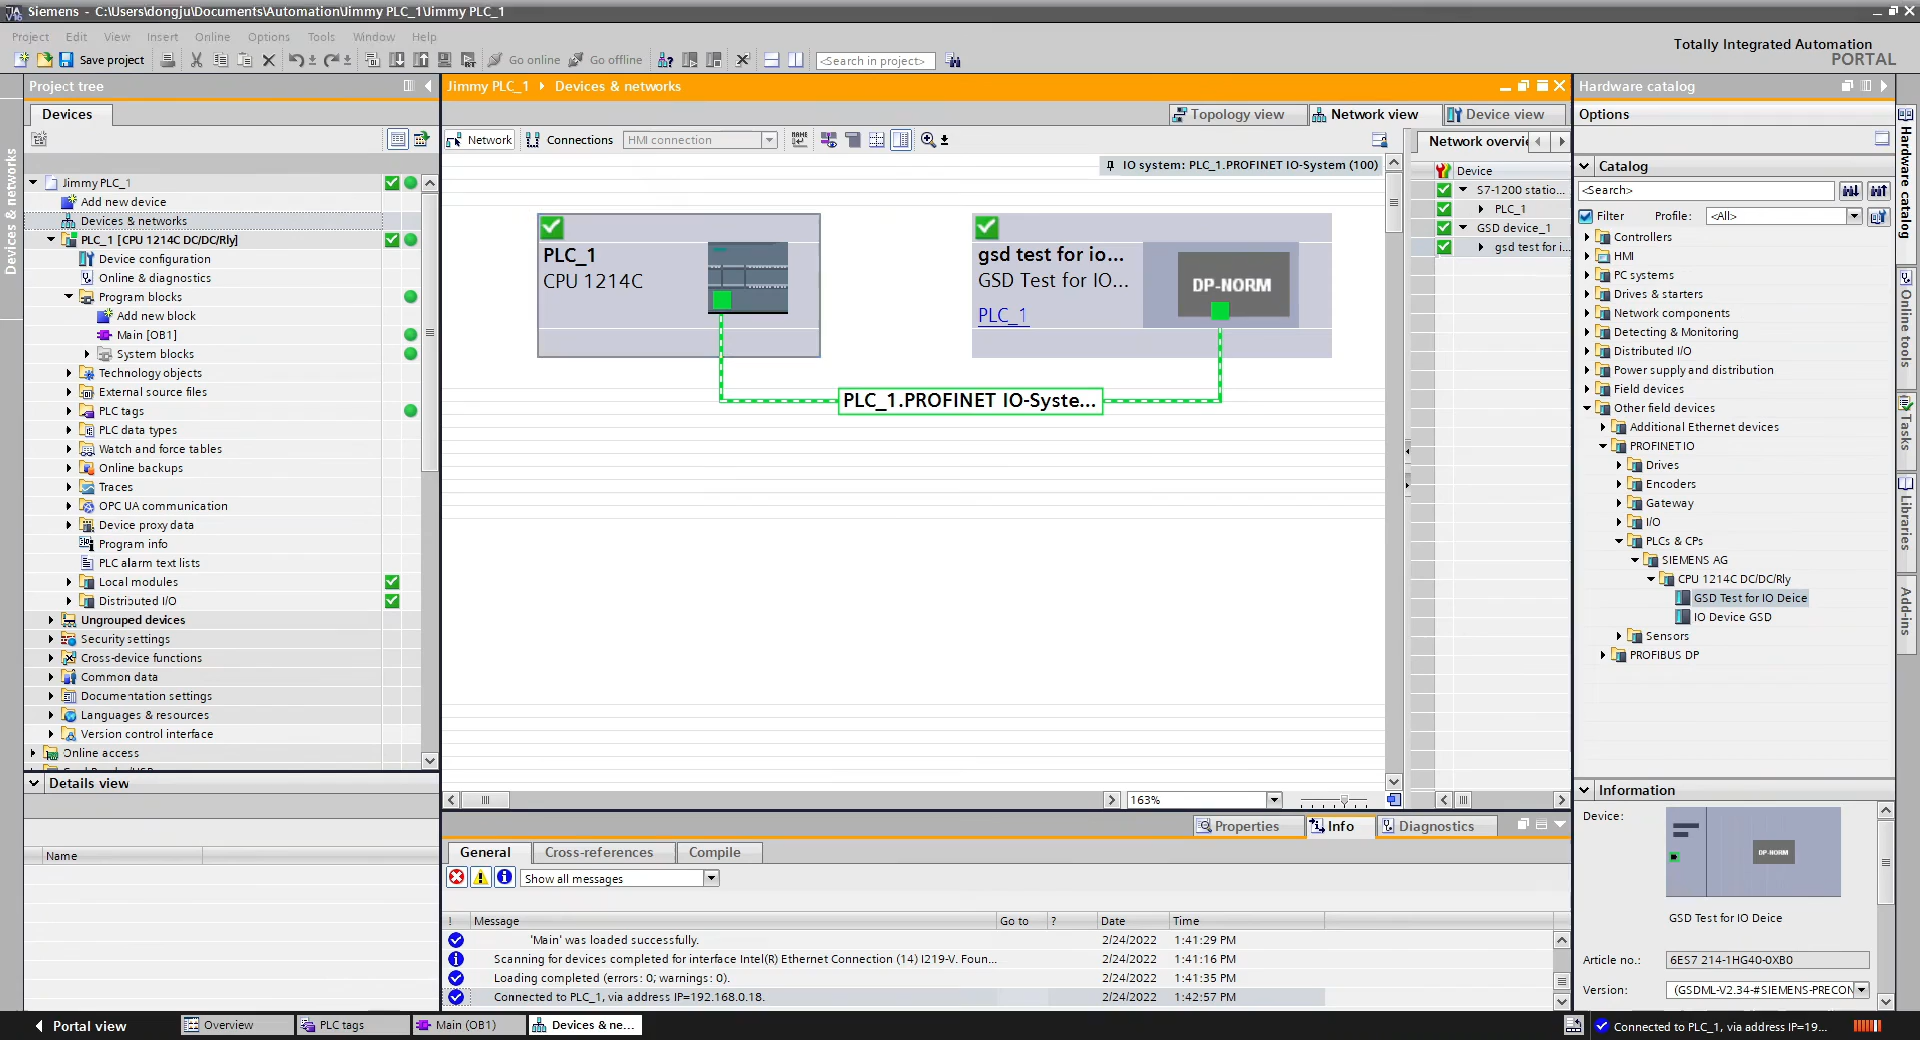 Siemens - C:\Users\dongju\Documents\Automation\Jimmy PLC_1\Jimmy PLC_1
Project Edit View Insert Online Options Tools Window Help
Save project
Go online
Go offline
<Search in project>
Totally Integrated Automation
PORTAL
Project tree
Devices
Devices & networks
Jimmy PLC_1
Add new device
Devices & networks
PLC_1 [CPU 1214C DC/DC/Rly]
Device configuration
Online & diagnostics
Program blocks
Add new block
Main [OB1]
System blocks
Technology objects
External source files
PLC tags
PLC data types
Watch and force tables
Online backups
Traces
OPC UA communication
Device proxy data
Program info
PLC alarm text lists
Local modules
Distributed I/O
Ungrouped devices
Security settings
Cross-device functions
Common data
Documentation settings
Languages & resources
Version control interface
Online access
Details view
Name
Jimmy PLC_1 Devices & networks
Topology view
Network view
Device view
Network
Connections
HMI connection
IO system: PLC_1.PROFINET IO-System (100)
PLC_1
CPU 1214C
gsd test for io...
GSD Test for IO...
PLC_1
DP-NORM
PLC_1.PROFINET IO-Syste...
163%
Network overvie
Device
S7-1200 statio...
PLC_1
GSD device_1
gsd test for i...
Properties
Info
Diagnostics
General
Cross-references
Compile
Show all messages
! Message Go to ? Date Time
'Main' was loaded successfully. 2/24/2022 1:41:29 PM
Scanning for devices completed for interface Intel(R) Ethernet Connection (14) I219-V. Foun... 2/24/2022 1:41:16 PM
Loading completed (errors: 0; warnings: 0). 2/24/2022 1:41:35 PM
Connected to PLC_1, via address IP=192.168.0.18. 2/24/2022 1:42:57 PM
Hardware catalog
Options
Catalog
<Search>
Filter
Profile:
<All>
Controllers
HMI
PC systems
Drives & starters
Network components
Detecting & Monitoring
Distributed I/O
Power supply and distribution
Field devices
Other field devices
Additional Ethernet devices
PROFINET IO
Drives
Encoders
Gateway
I/O
PLCs & CPs
SIEMENS AG
CPU 1214C DC/DC/Rly
GSD Test for IO Deice
IO Device GSD
Sensors
PROFIBUS DP
Information
Device:
DP-NORM
GSD Test for IO Deice
Article no.:
6ES7 214-1HG40-0XB0
Version:
(GSDML-V2.34-#SIEMENS-PRECON
Hardware catalog
Online tools
Tasks
Libraries
Add-ins
Portal view
Overview
PLC tags
Main (OB1)
Devices & ne...
Connected to PLC_1, via address IP=19...